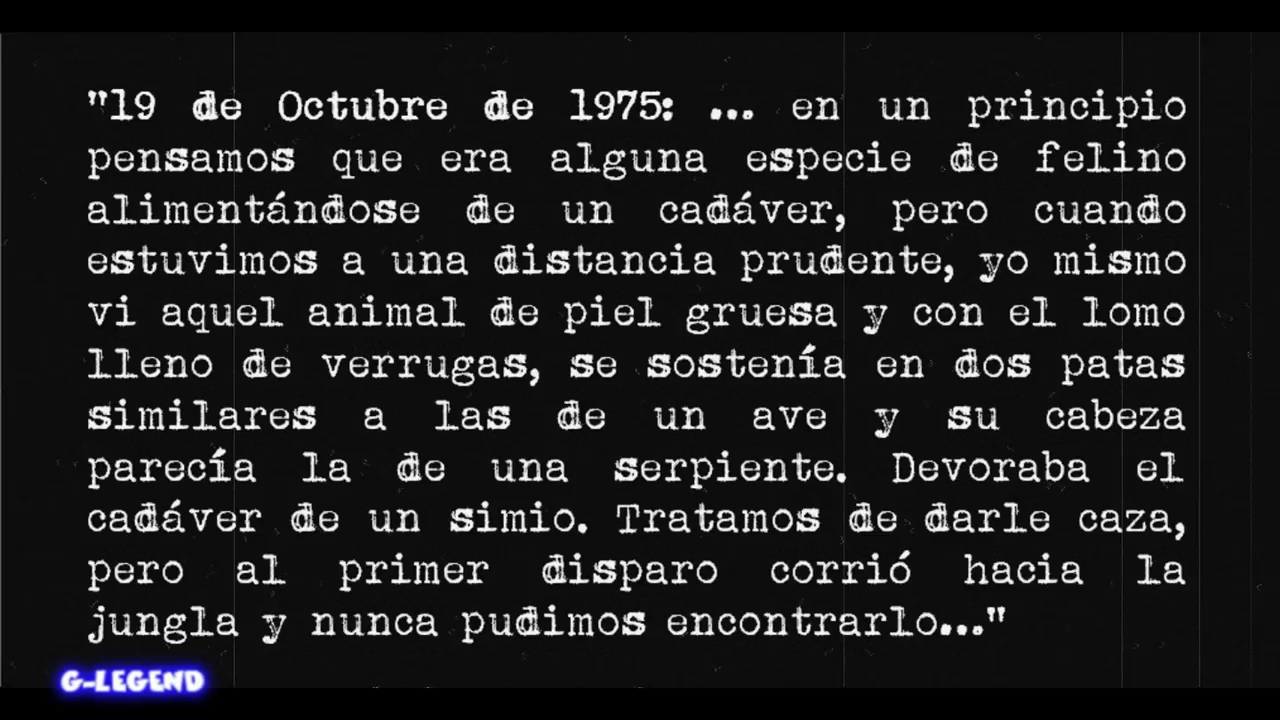 "19 de Octubre de 1975: ... en un principio
pensamos que era alguna especie de felino
alimentándose de un cadáver, pero cuando
estuvimos a una distancia prudente, yo mismo
vi aquel animal de piel gruesa y con el lomo
lleno de verrugas, se sostenía en dos patas
similares a las de un ave y su cabeza
parecía la de una serpiente. Devoraba el
cadáver de un simio. Tratamos de darle caza,
pero al primer disparo corrió hacia la
jungla y nunca pudimos encontrarlo..."
G-LEGEND